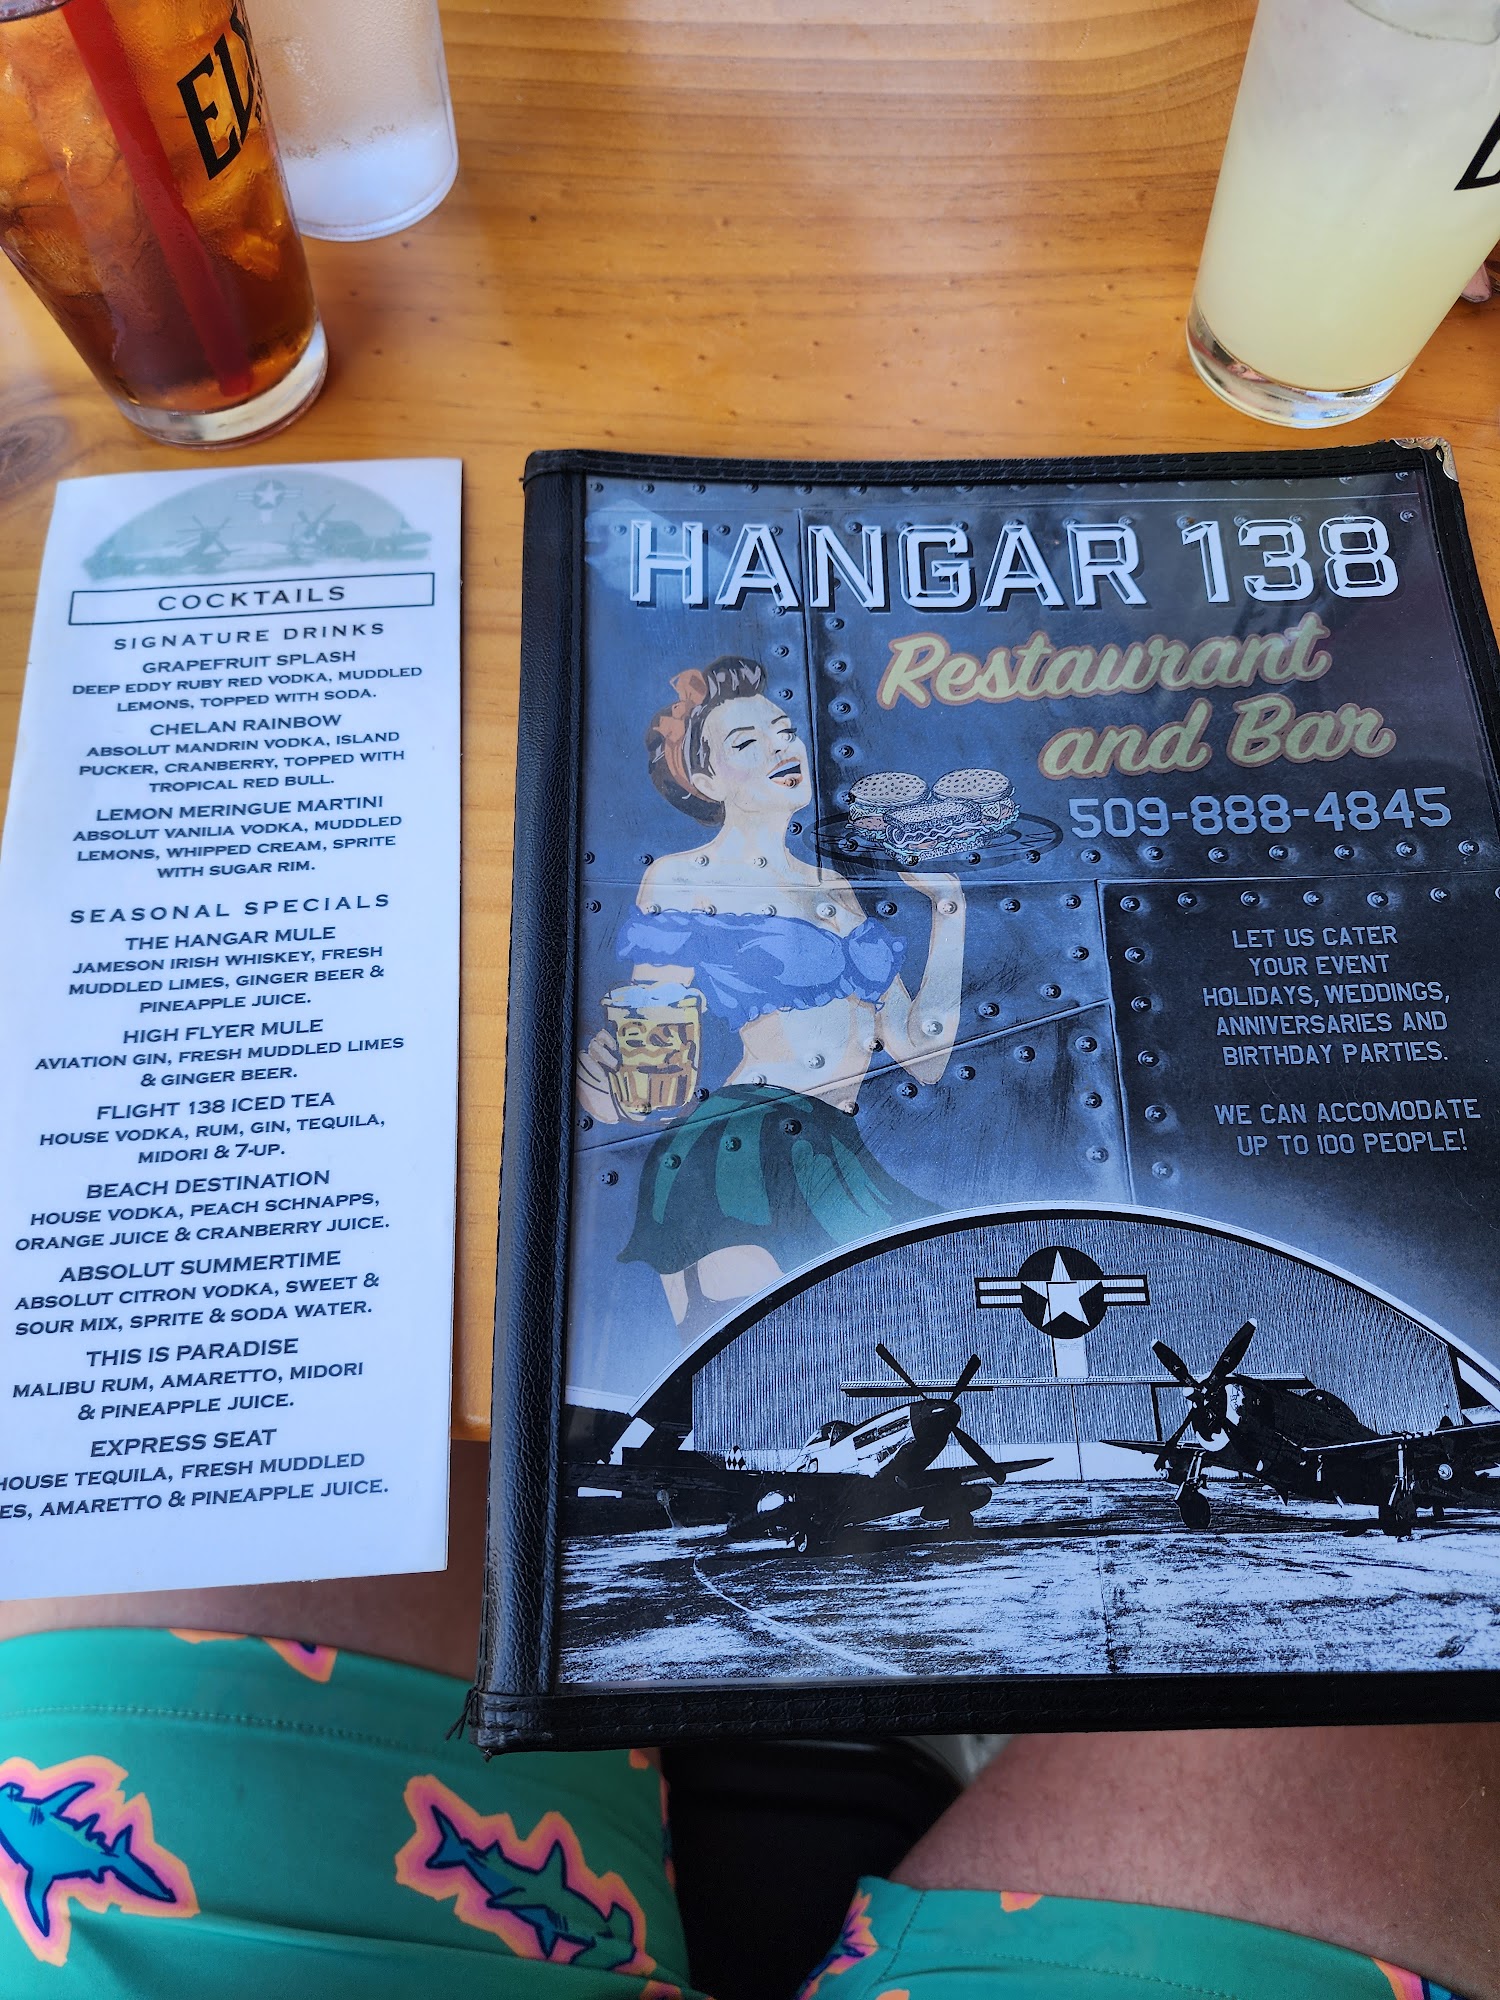 COCKTAILS
SIGNATURE DRINKS
GRAPEFRUIT SPLASH
DEEP EDDY RUBY RED VODKA, MUDDLED
LEMONS, TOPPED WITH SODA.
CHELAN RAINBOW
ABSOLUT MANDRIN VODKA, ISLAND
PUCKER, CRANBERRY, TOPPED WITH
TROPICAL RED BULL.
LEMON MERINGUE MARTINI
ABSOLUT VANILIA VODKA, MUDDLED
LEMONS, WHIPPED CREAM, SPRITE
WITH SUGAR RIM.
SEASONAL SPECIALS
THE HANGAR MULE
JAMESON IRISH WHISKEY, FRESH
MUDDLED LIMES, GINGER BEER &
PINEAPPLE JUICE.
HIGH FLYER MULE
AVIATION GIN, FRESH MUDDLED LIMES
& GINGER BEER.
FLIGHT 138 ICED TEA
HOUSE VODKA, RUM, GIN, TEQUILA,
MIDORI & 7-UP.
BEACH DESTINATION
HOUSE VODKA, PEACH SCHNAPPS,
ORANGE JUICE & CRANBERRY JUICE.
ABSOLUT SUMMERTIME
ABSOLUT CITRON VODKA, SWEET &
SOUR MIX, SPRITE & SODA WATER.
THIS IS PARADISE
MALIBU RUM, AMARETTO, MIDORI
& PINEAPPLE JUICE.
EXPRESS SEAT
HOUSE TEQUILA, FRESH MUDDLED
ES, AMARETTO & PINEAPPLE JUICE.
HANGAR 138
Restaurant
and Bar
509-888-4845
LET US CATER
YOUR EVENT
HOLIDAYS, WEDDINGS,
ANNIVERSARIES AND
BIRTHDAY PARTIES.
WE CAN ACCOMODATE
UP TO 100 PEOPLE!